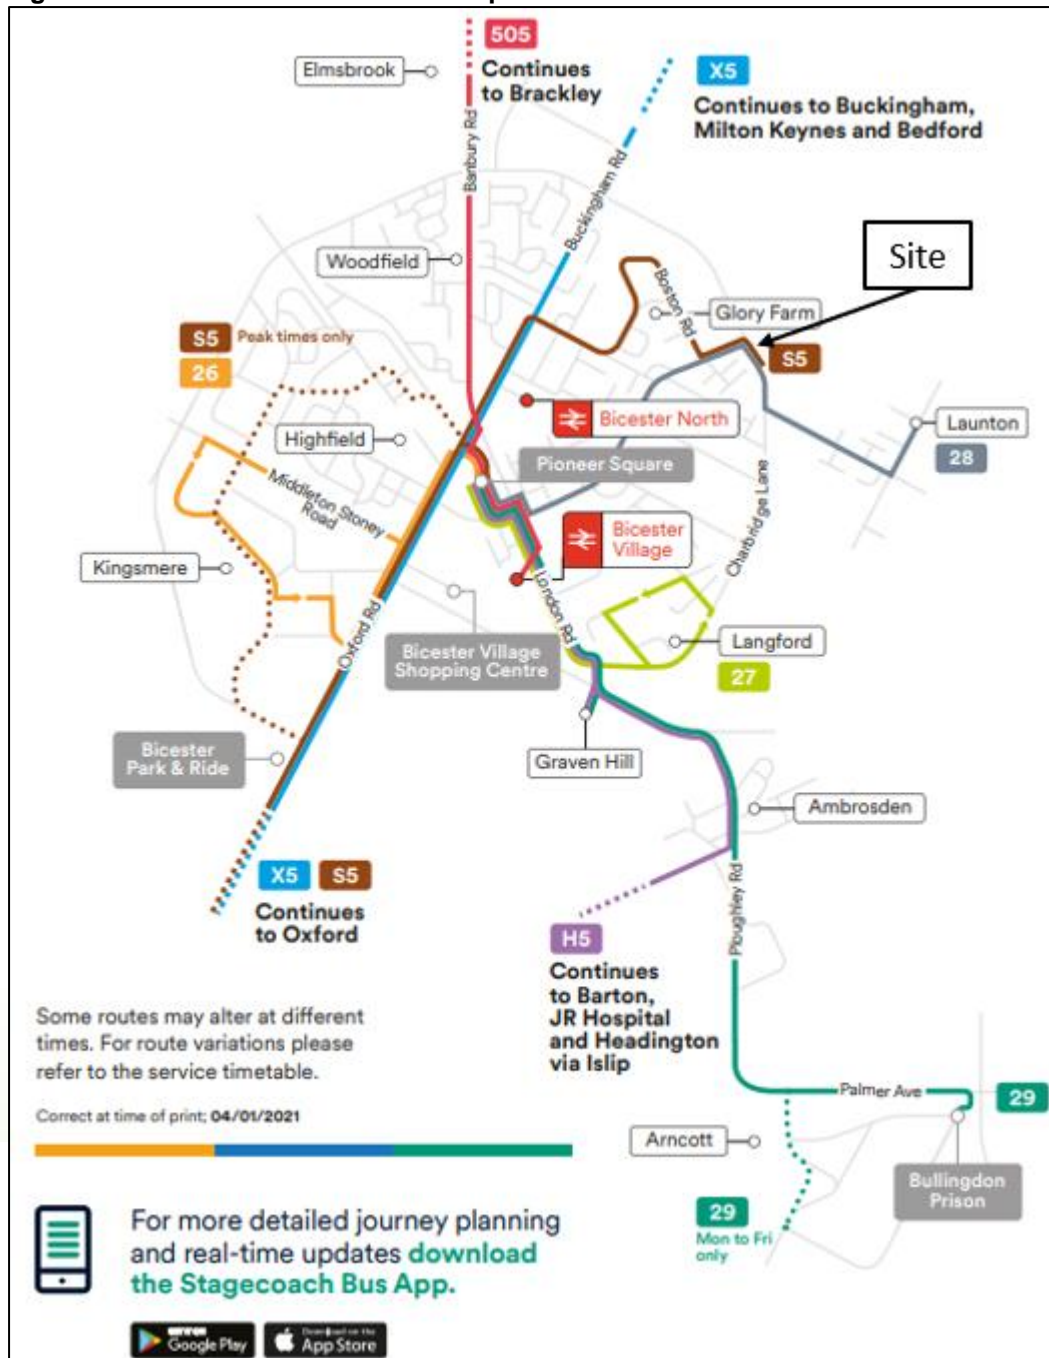 505
Continues
to Brackley
Elmsbrook
X5
Continues to Buckingham,
Milton Keynes and Bedford
Banbury Rd
Buckingham Rd
Woodfield
Site
Boston Rd
Glory Farm
S5 Peak times only
26
S5
Launton
28
Bicester North
Highfield
Pioneer Square
Middleton Stoney
Road
Charbridge Lane
Bicester
Village
Kingsmere
London Rd
Oxford Rd
Bicester Village
Shopping Centre
Langford
27
Bicester
Park & Ride
Graven Hill
Ambrosden
X5 S5
Continues
to Oxford
Ploughley Rd
H5
Continues
to Barton,
JR Hospital
and Headington
via Islip
Some routes may alter at different
times. For route variations please
refer to the service timetable.
Correct at time of print; 04/01/2021
Palmer Ave
29
Arncott
Bullingdon
Prison
29
Mon to Fri
only
For more detailed journey planning
and real-time updates download
the Stagecoach Bus App.
Google Play
Download on the
App Store